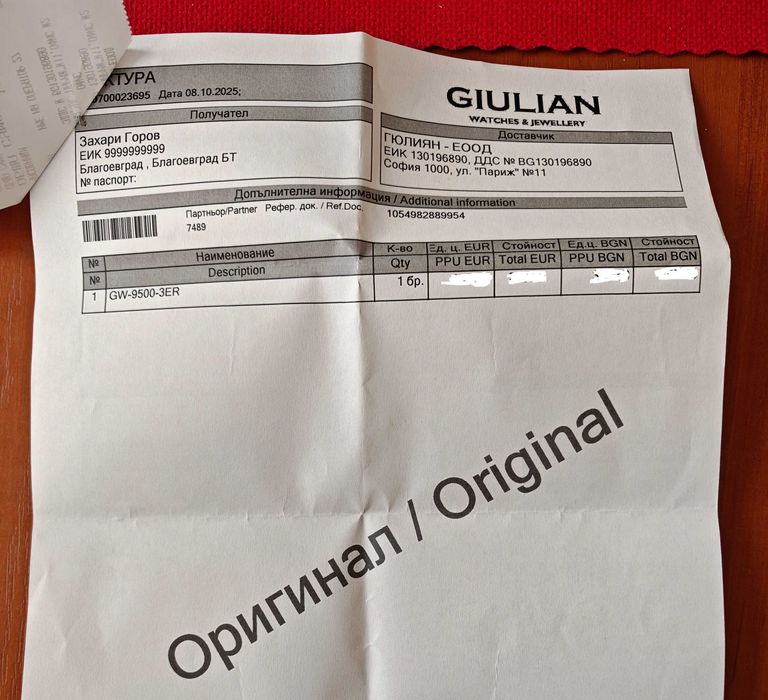 КТУРА
700023695 Дата 08.10.2025;
Получател
Захари Горов
ЕИК 9999999999
Благоевград , Благоевград БТ
№ паспорт:
GIULIAN
WATCHES & JEWELLERY
Доставчик
ГЮЛИЯН - ЕООД
ЕИК 130196890, ДДС № BG130196890
София 1000, ул. "Париж" №11
Допълнителна информация / Additional information
Партньор/Partner Рефер. док. / Ref.Doc. 1054982889954
7489
№ Наименование К-во Ед. ц. EUR Стойност Ед.ц. BGN Стойност
№ Description Qty PPU EUR Total EUR PPU BGN Total BGN
1 GW-9500-3ER 1 бр.
Оригинал / Original